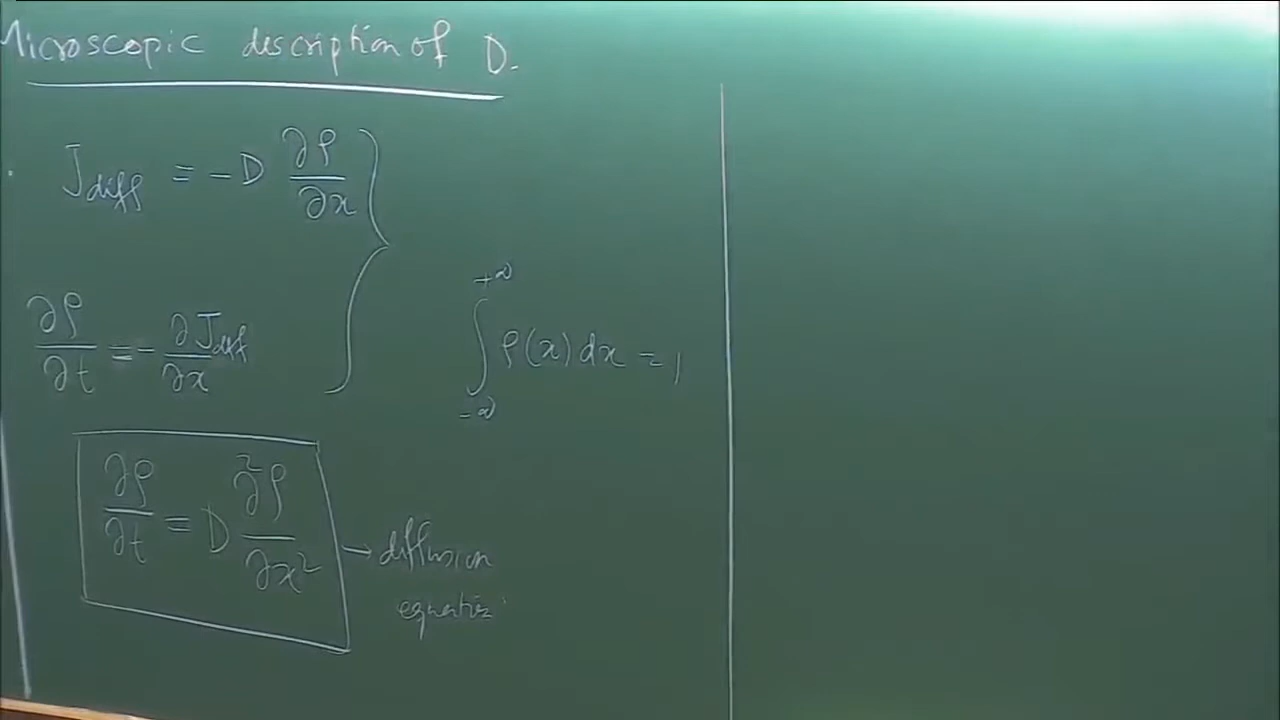 Microscopic description of D.
J_diff = -D ∂ρ/∂x
∂ρ/∂t = - ∂J_diff/∂x
∫_{-∞}^{+∞} ρ(x) dx = 1
∂ρ/∂t = D ∂²ρ/∂x² → diffusion
equation